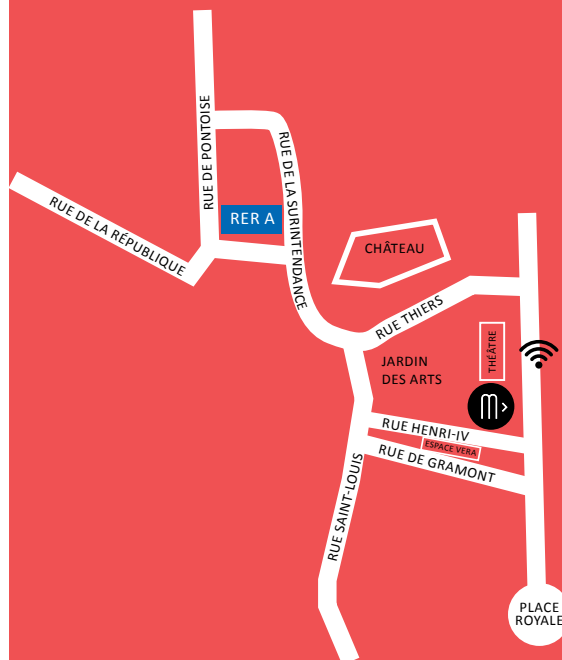 RUE DE PONTOISE
RUE DE LA SURINTENDANCE
RUE DE LA RÉPUBLIQUE
RER A
CHÂTEAU
RUE THIERS
THÉÂTRE
JARDIN
DES ARTS
M>
RUE HENRI-IV
ESPACE VERA
RUE DE GRAMONT
RUE SAINT-LOUIS
PLACE
ROYALE